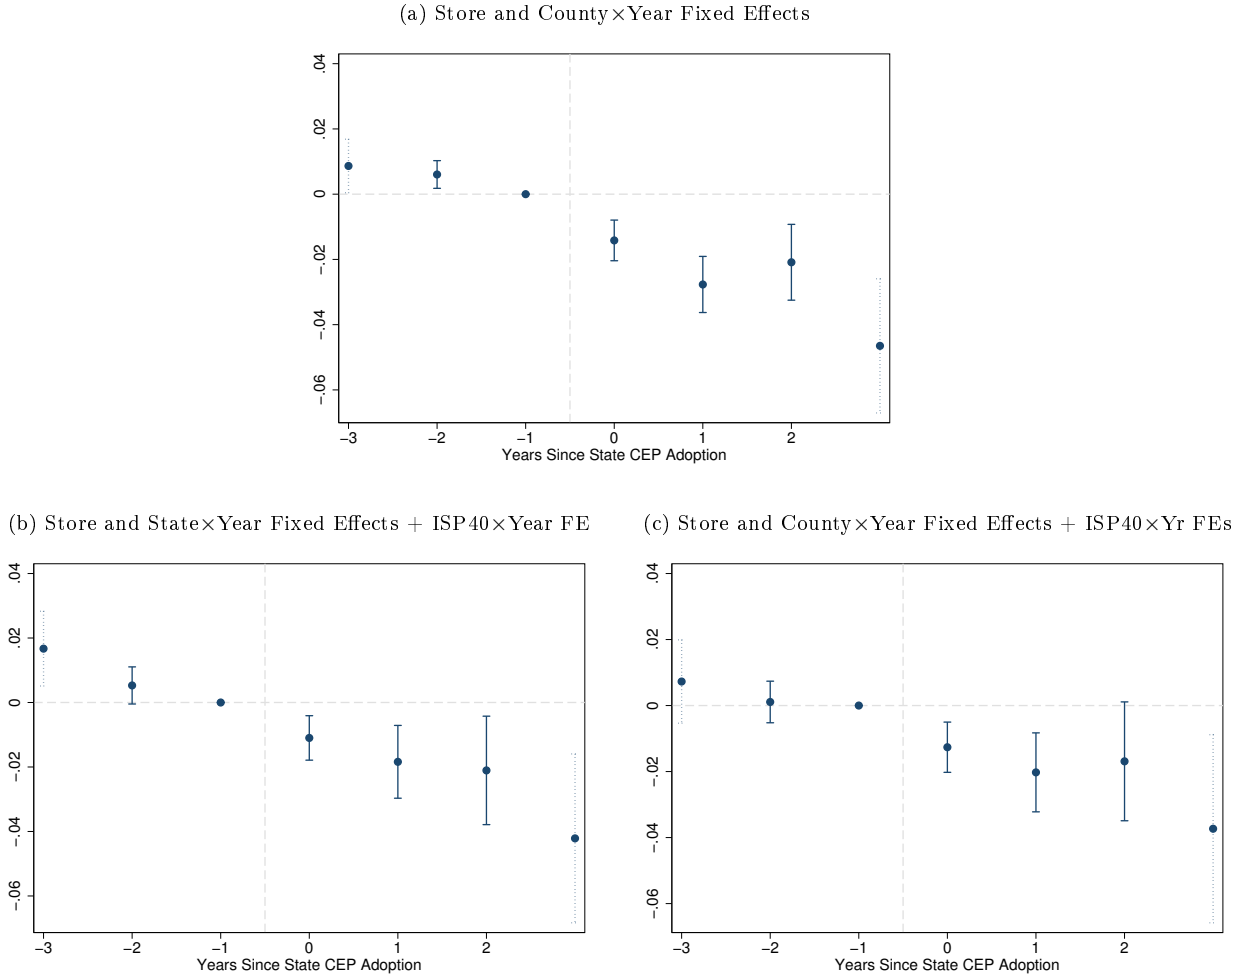 (a) Store and County×Year Fixed Effects
.04
.02
0
−.02
−.04
−.06
−3 −2 −1 0 1 2
Years Since State CEP Adoption
(b) Store and State×Year Fixed Effects + ISP40×Year FE
.04
.02
0
−.02
−.04
−.06
−3 −2 −1 0 1 2
Years Since State CEP Adoption
(c) Store and County×Year Fixed Effects + ISP40×Yr FEs
.04
.02
0
−.02
−.04
−.06
−3 −2 −1 0 1 2
Years Since State CEP Adoption